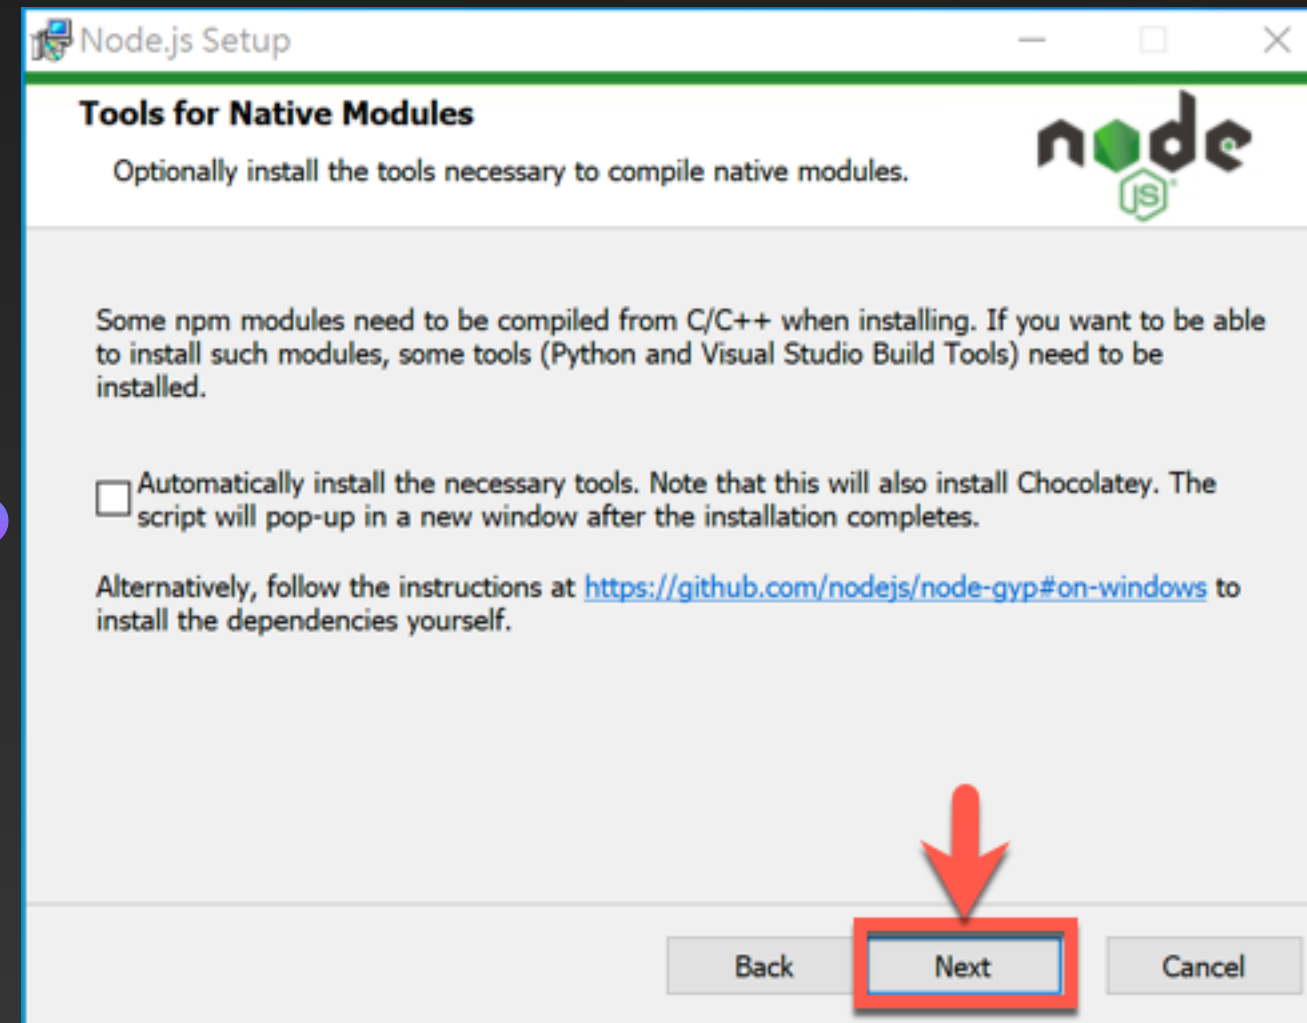 Node.js Setup
Tools for Native Modules
Optionally install the tools necessary to compile native modules.
node
JS
Some npm modules need to be compiled from C/C++ when installing. If you want to be able
to install such modules, some tools (Python and Visual Studio Build Tools) need to be
installed.
Automatically install the necessary tools. Note that this will also install Chocolatey. The
script will pop-up in a new window after the installation completes.
Alternatively, follow the instructions at https://github.com/nodejs/node-gyp#on-windows to
install the dependencies yourself.
Back Next Cancel